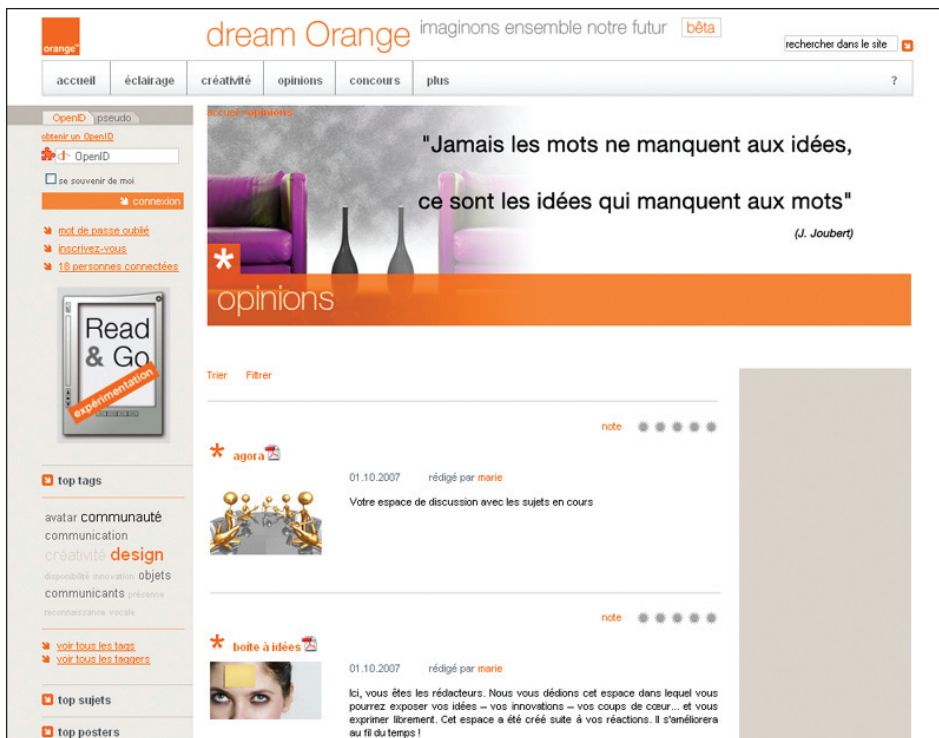 orange™
dream Orange
imaginons ensemble notre futur
bêta
rechercher dans le site
accueil éclairage créativité opinions concours plus ?
OpenID pseudo
obtenir un OpenID
OpenID
se souvenir de moi
connexion
mot de passe oublié
inscrivez-vous
18 personnes connectées
Read
& Go
expérimentation
top tags
avatar communauté
communication
créativité design
disponibilité innovation objets
communicants présence
reconnaissance vocale
voir tous les tags
voir tous les taggers
top sujets
top posters
accueil >opinions
"Jamais les mots ne manquent aux idées,
ce sont les idées qui manquent aux mots"
(J. Joubert)
*
opinions
Trier Filtrer
note
* agora
01.10.2007 rédigé par marie
Votre espace de discussion avec les sujets en cours
note
* boîte à idées
01.10.2007 rédigé par marie
Ici, vous êtes les rédacteurs. Nous vous dédions cet espace dans lequel vous
pourrez exposer vos idées – vos innovations – vos coups de cœur... et vous
exprimer librement. Cet espace a été créé suite à vos réactions. Il s'améliorera
au fil du temps !